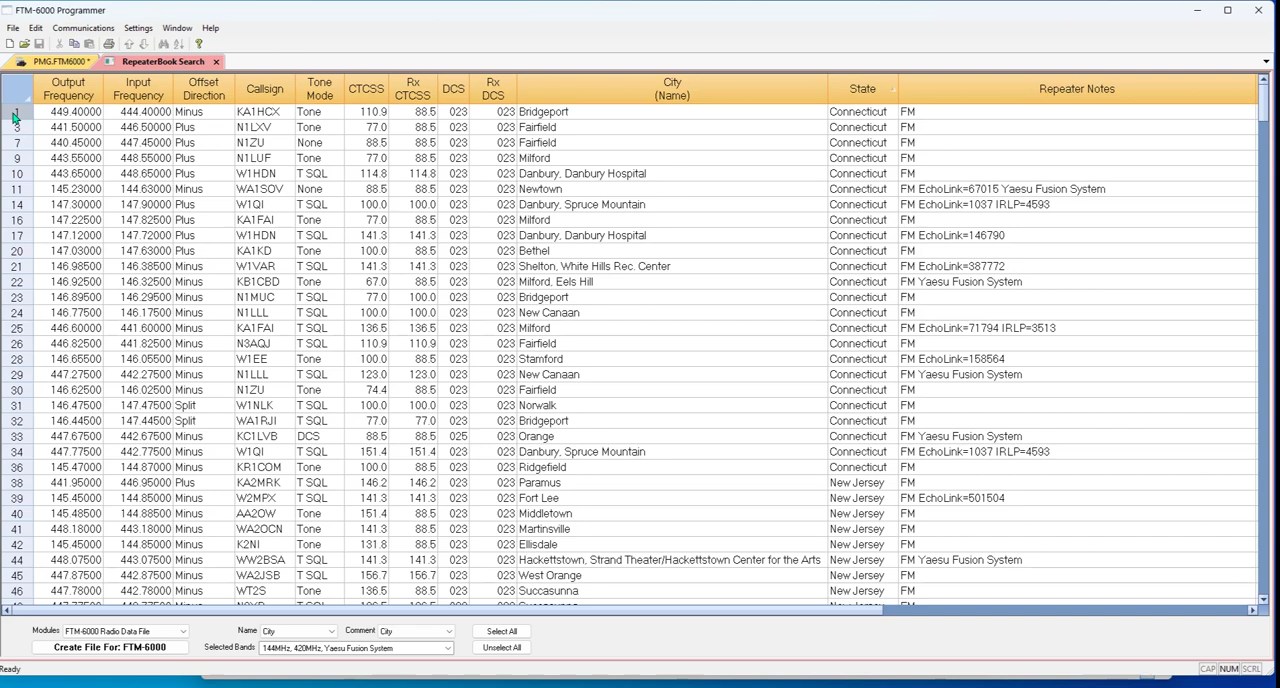 FTM-6000 Programmer
File Edit Communications Settings Window Help
PMG.FTM6000 * RepeaterBook Search
Output Frequency Input Frequency Offset Direction Callsign Tone Mode CTCSS Rx CTCSS DCS Rx DCS City (Name) State Repeater Notes
1 449.40000 444.40000 Minus KA1HCX Tone 110.9 88.5 023 023 Bridgeport Connecticut FM
3 441.50000 446.50000 Plus N1LXV Tone 77.0 88.5 023 023 Fairfield Connecticut FM
7 440.45000 447.45000 Plus N1ZU None 88.5 88.5 023 023 Fairfield Connecticut FM
9 443.55000 448.55000 Plus N1LUF Tone 77.0 88.5 023 023 Milford Connecticut FM
10 443.65000 448.65000 Plus W1HDN T SQL 114.8 114.8 023 023 Danbury, Danbury Hospital Connecticut FM
11 145.23000 144.63000 Minus WA1SOV None 88.5 88.5 023 023 Newtown Connecticut FM EchoLink=67015 Yaesu Fusion System
14 147.30000 147.90000 Plus W1QI T SQL 100.0 100.0 023 023 Danbury, Spruce Mountain Connecticut FM EchoLink=1037 IRLP=4593
16 147.22500 147.82500 Plus KA1FAI Tone 77.0 88.5 023 023 Milford Connecticut FM
17 147.12000 147.72000 Plus W1HDN T SQL 141.3 141.3 023 023 Danbury, Danbury Hospital Connecticut FM EchoLink=146790
20 147.03000 147.63000 Plus KA1KD Tone 100.0 88.5 023 023 Bethel Connecticut FM
21 146.98500 146.38500 Minus W1VAR T SQL 141.3 141.3 023 023 Shelton, White Hills Rec. Center Connecticut FM EchoLink=387772
22 146.92500 146.32500 Minus KB1CBD Tone 67.0 88.5 023 023 Milford, Eels Hill Connecticut FM Yaesu Fusion System
23 146.89500 146.29500 Minus N1MUC T SQL 77.0 100.0 023 023 Bridgeport Connecticut FM
24 146.77500 146.17500 Minus N1LLL T SQL 100.0 100.0 023 023 New Canaan Connecticut FM
25 446.60000 441.60000 Minus KA1FAI T SQL 136.5 136.5 023 023 Milford Connecticut FM EchoLink=71794 IRLP=3513
26 446.82500 441.82500 Minus N3AQJ T SQL 110.9 110.9 023 023 Fairfield Connecticut FM
28 146.65500 146.05500 Minus W1EE Tone 100.0 88.5 023 023 Stamford Connecticut FM EchoLink=158564
29 447.27500 442.27500 Minus N1LLL T SQL 123.0 123.0 023 023 New Canaan Connecticut FM Yaesu Fusion System
30 146.62500 146.02500 Minus N1ZU Tone 74.4 88.5 023 023 Fairfield Connecticut FM
31 146.47500 147.47500 Split W1NLK T SQL 100.0 100.0 023 023 Norwalk Connecticut FM
32 146.44500 147.44500 Split WA1RJI T SQL 77.0 77.0 023 023 Bridgeport Connecticut FM
33 447.67500 442.67500 Minus KC1LVB DCS 88.5 88.5 025 023 Orange Connecticut FM Yaesu Fusion System
34 447.77500 442.77500 Minus W1QI T SQL 151.4 151.4 023 023 Danbury, Spruce Mountain Connecticut FM EchoLink=1037 IRLP=4593
36 145.47000 144.87000 Minus KR1COM Tone 100.0 88.5 023 023 Ridgefield Connecticut FM
38 441.95000 446.95000 Plus KA2MRK T SQL 146.2 146.2 023 023 Paramus New Jersey FM
39 145.45000 144.85000 Minus W2MPX T SQL 141.3 141.3 023 023 Fort Lee New Jersey FM EchoLink=501504
40 145.48500 144.88500 Minus AA2OW Tone 151.4 88.5 023 023 Middletown New Jersey FM
41 448.18000 443.18000 Minus WA2OCN Tone 141.3 88.5 023 023 Martinsville New Jersey FM
42 145.45000 144.85000 Minus K2NI Tone 131.8 88.5 023 023 Ellisdale New Jersey FM
44 448.07500 443.07500 Minus WW2BSA T SQL 141.3 141.3 023 023 Hackettstown, Strand Theater/Hackettstown Center for the Arts New Jersey FM Yaesu Fusion System
45 447.87500 442.87500 Minus WA2JSB T SQL 156.7 156.7 023 023 West Orange New Jersey FM
46 447.78000 442.78000 Minus WT2S Tone 136.5 88.5 023 023 Succasunna New Jersey FM
Modules FTM-6000 Radio Data File Name City Comment City Select All
Create File For: FTM-6000 Selected Bands 144MHz, 420MHz, Yaesu Fusion System Unselect All
Ready CAP NUM SCRL